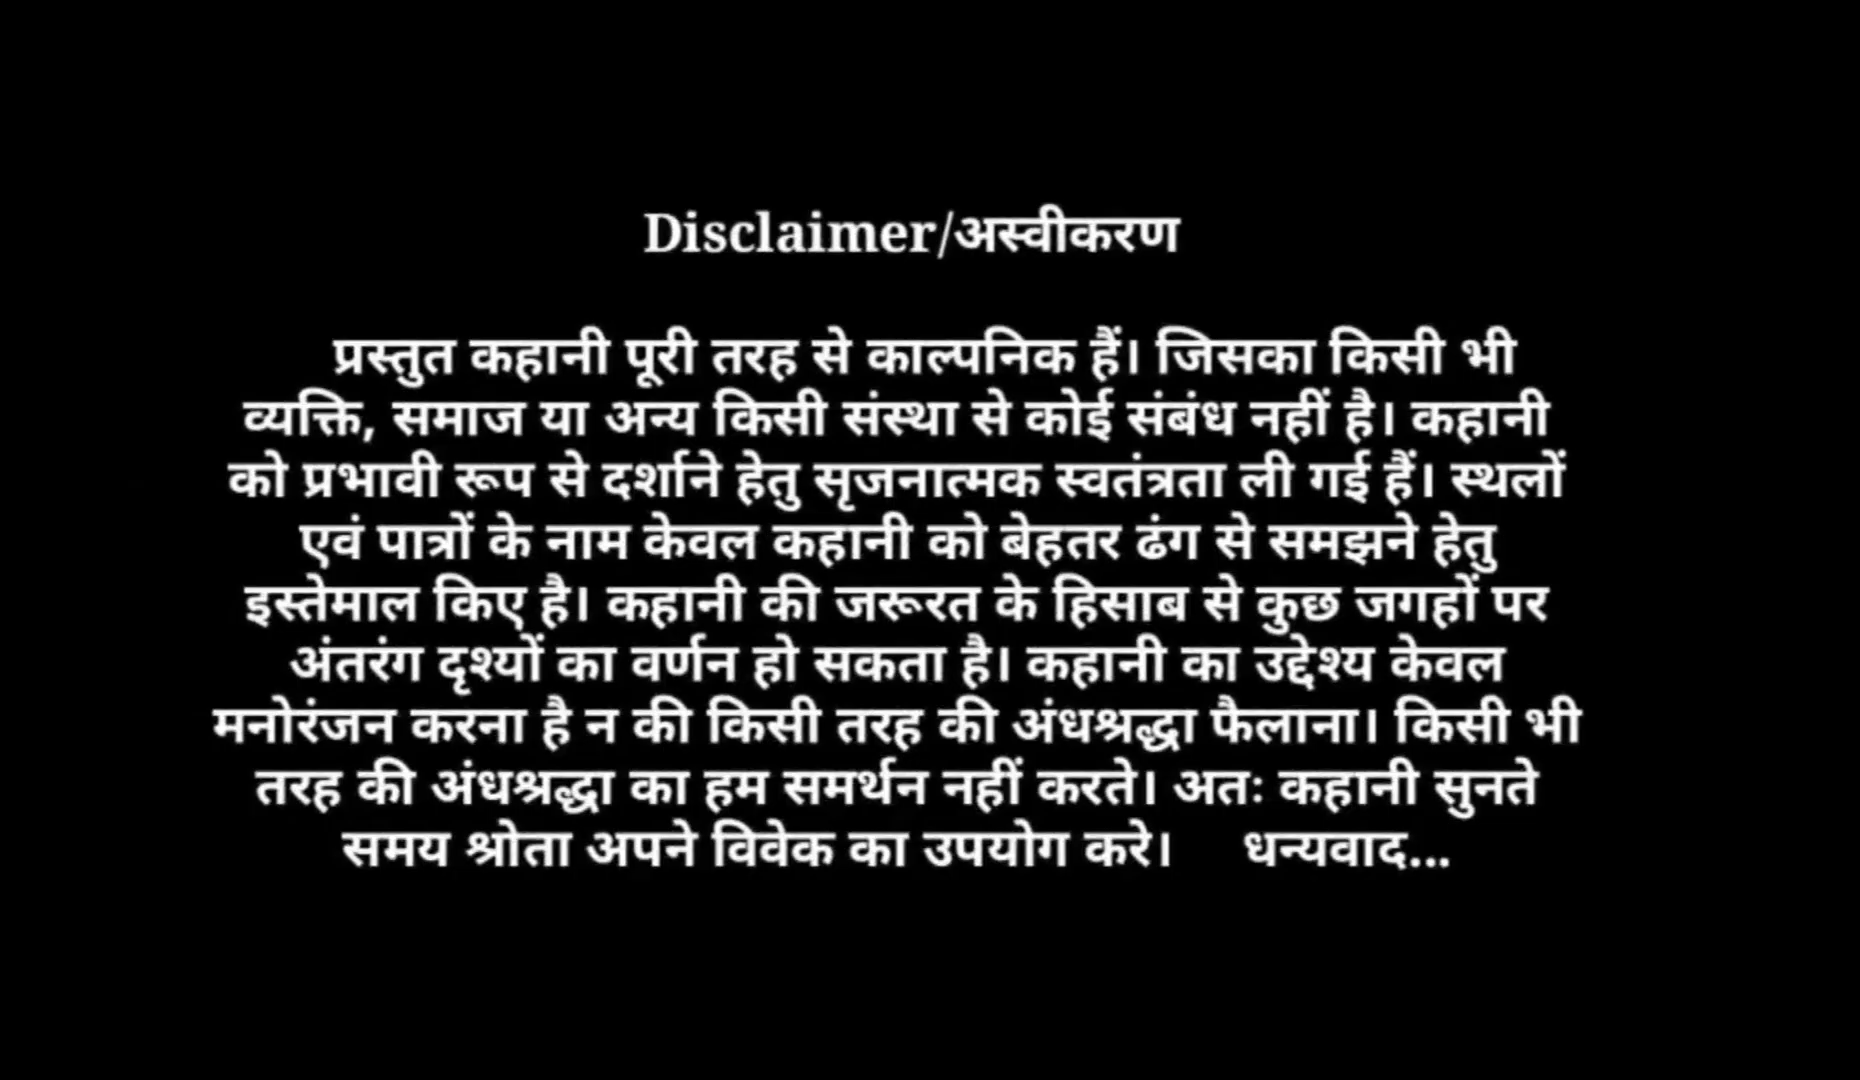 Disclaimer/अस्वीकरण
प्रस्तुत कहानी पूरी तरह से काल्पनिक हैं। जिसका किसी भी
व्यक्ति, समाज या अन्य किसी संस्था से कोई संबंध नहीं है। कहानी
को प्रभावी रूप से दर्शाने हेतु सृजनात्मक स्वतंत्रता ली गई हैं। स्थलों
एवं पात्रों के नाम केवल कहानी को बेहतर ढंग से समझने हेतु
इस्तेमाल किए है। कहानी की जरूरत के हिसाब से कुछ जगहों पर
अंतरंग दृश्यों का वर्णन हो सकता है। कहानी का उद्देश्य केवल
मनोरंजन करना है न की किसी तरह की अंधश्रद्धा फैलाना। किसी भी
तरह की अंधश्रद्धा का हम समर्थन नहीं करते। अतः कहानी सुनते
समय श्रोता अपने विवेक का उपयोग करे। धन्यवाद...